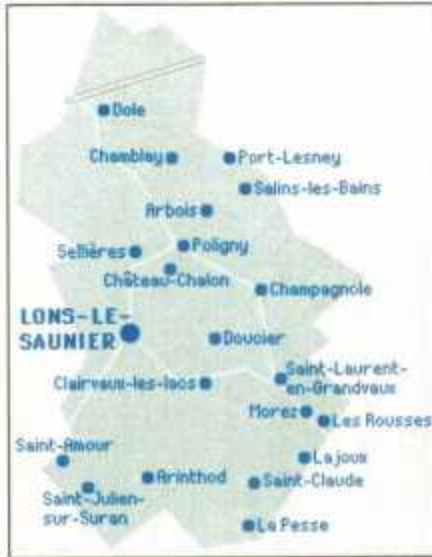 Dole
Chamblay
Port-Lesney
Salins-les-Bains
Arbois
Sellières
Poligny
Château-Chalon
Champagnole
LONS-LE-
SAUNIER
Doucier
Clairvaux-les-lacs
Saint-Laurent-
en-Grandvaux
Morez
Les Rousses
Saint-Amour
Lajoux
Arinthod
Saint-Claude
Saint-Julien-
sur-Suran
La Pesse